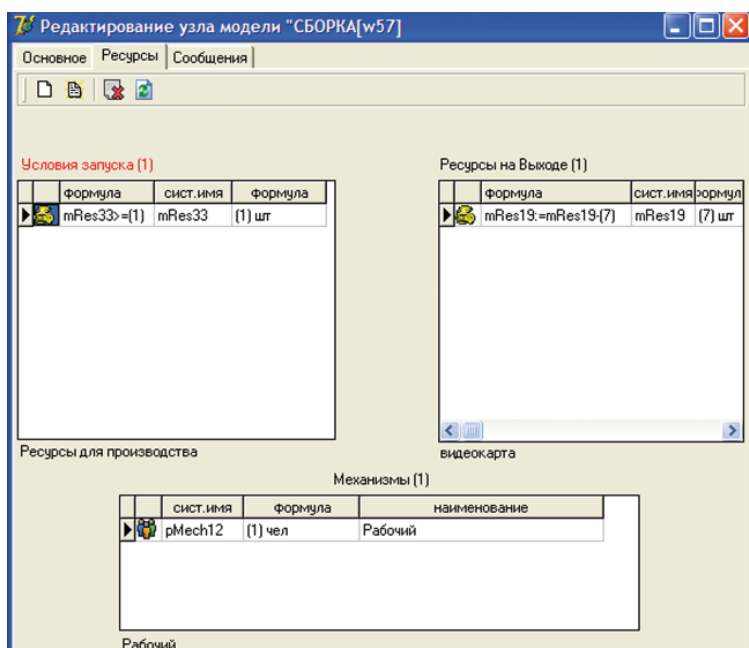 Редактирование узла модели "СБОРКА[w57]
Основное Ресурсы Сообщения
Условия запуска (1)
формула сист.имя формула
mRes33>=(1) mRes33 (1) шт
Ресурсы для производства
Ресурсы на Выходе (1)
формула сист.имя формул
mRes19:=mRes19-(7) mRes19 (7) шт
видеокарта
Механизмы (1)
сист.имя формула наименование
pMech12 (1) чел Рабочий
Рабочий